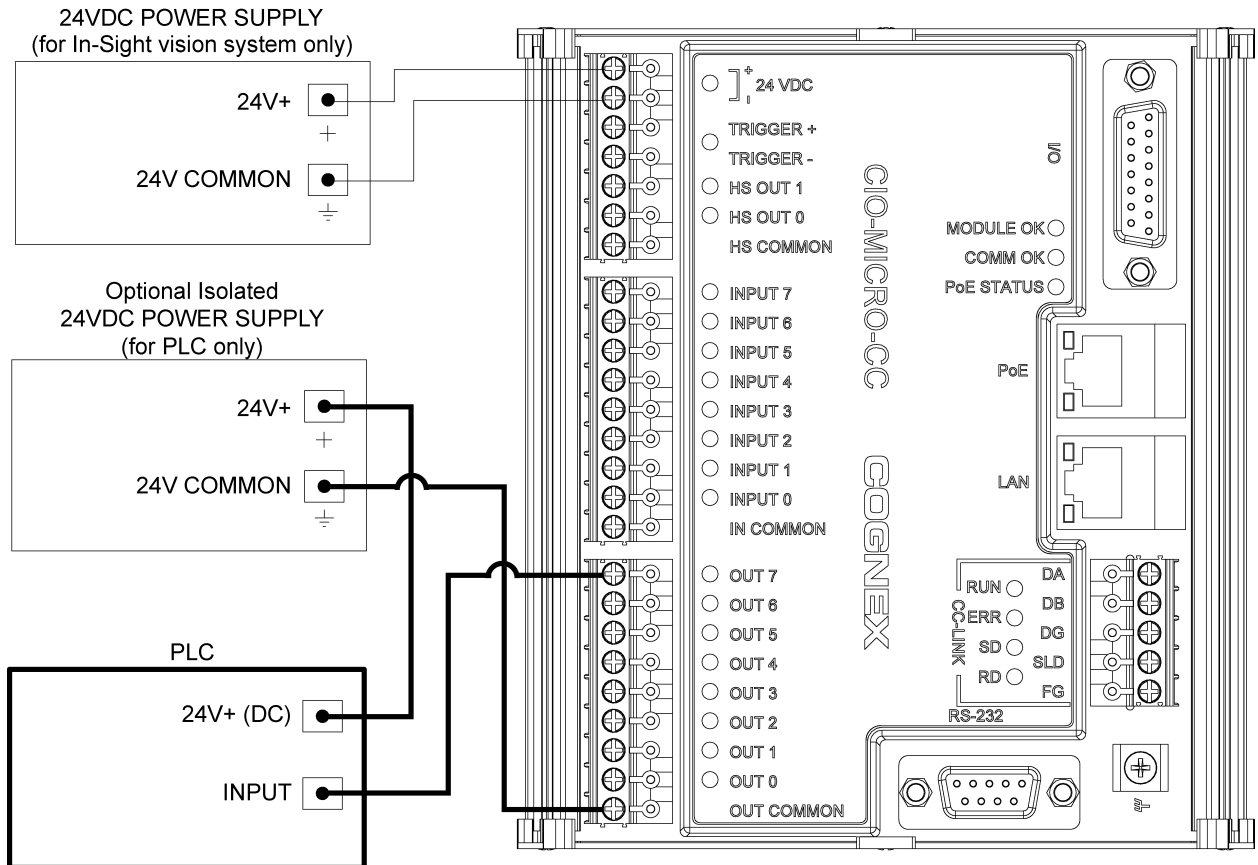 24VDC POWER SUPPLY
(for In-Sight vision system only)
24V+
+
24V COMMON
Optional Isolated
24VDC POWER SUPPLY
(for PLC only)
24V+
+
24V COMMON
PLC
24V+ (DC)
INPUT
+
-
24 VDC
TRIGGER +
TRIGGER -
HS OUT 1
HS OUT 0
HS COMMON
INPUT 7
INPUT 6
INPUT 5
INPUT 4
INPUT 3
INPUT 2
INPUT 1
INPUT 0
IN COMMON
OUT 7
OUT 6
OUT 5
OUT 4
OUT 3
OUT 2
OUT 1
OUT 0
OUT COMMON
CIO-MICRO-CC
COGNEX
I/O
MODULE OK
COMM OK
PoE STATUS
PoE
LAN
CC-LINK
RUN
ERR
SD
RD
DA
DB
DG
SLD
FG
RS-232